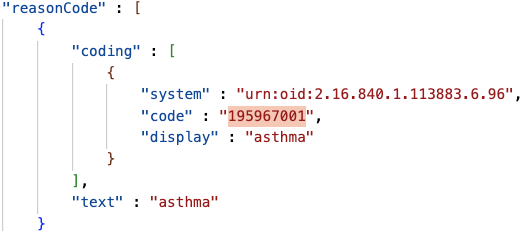 "reasonCode" : [
{
"coding" : [
{
"system" : "urn:oid:2.16.840.1.113883.6.96",
"code" : "195967001",
"display" : "asthma"
}
],
"text" : "asthma"
}